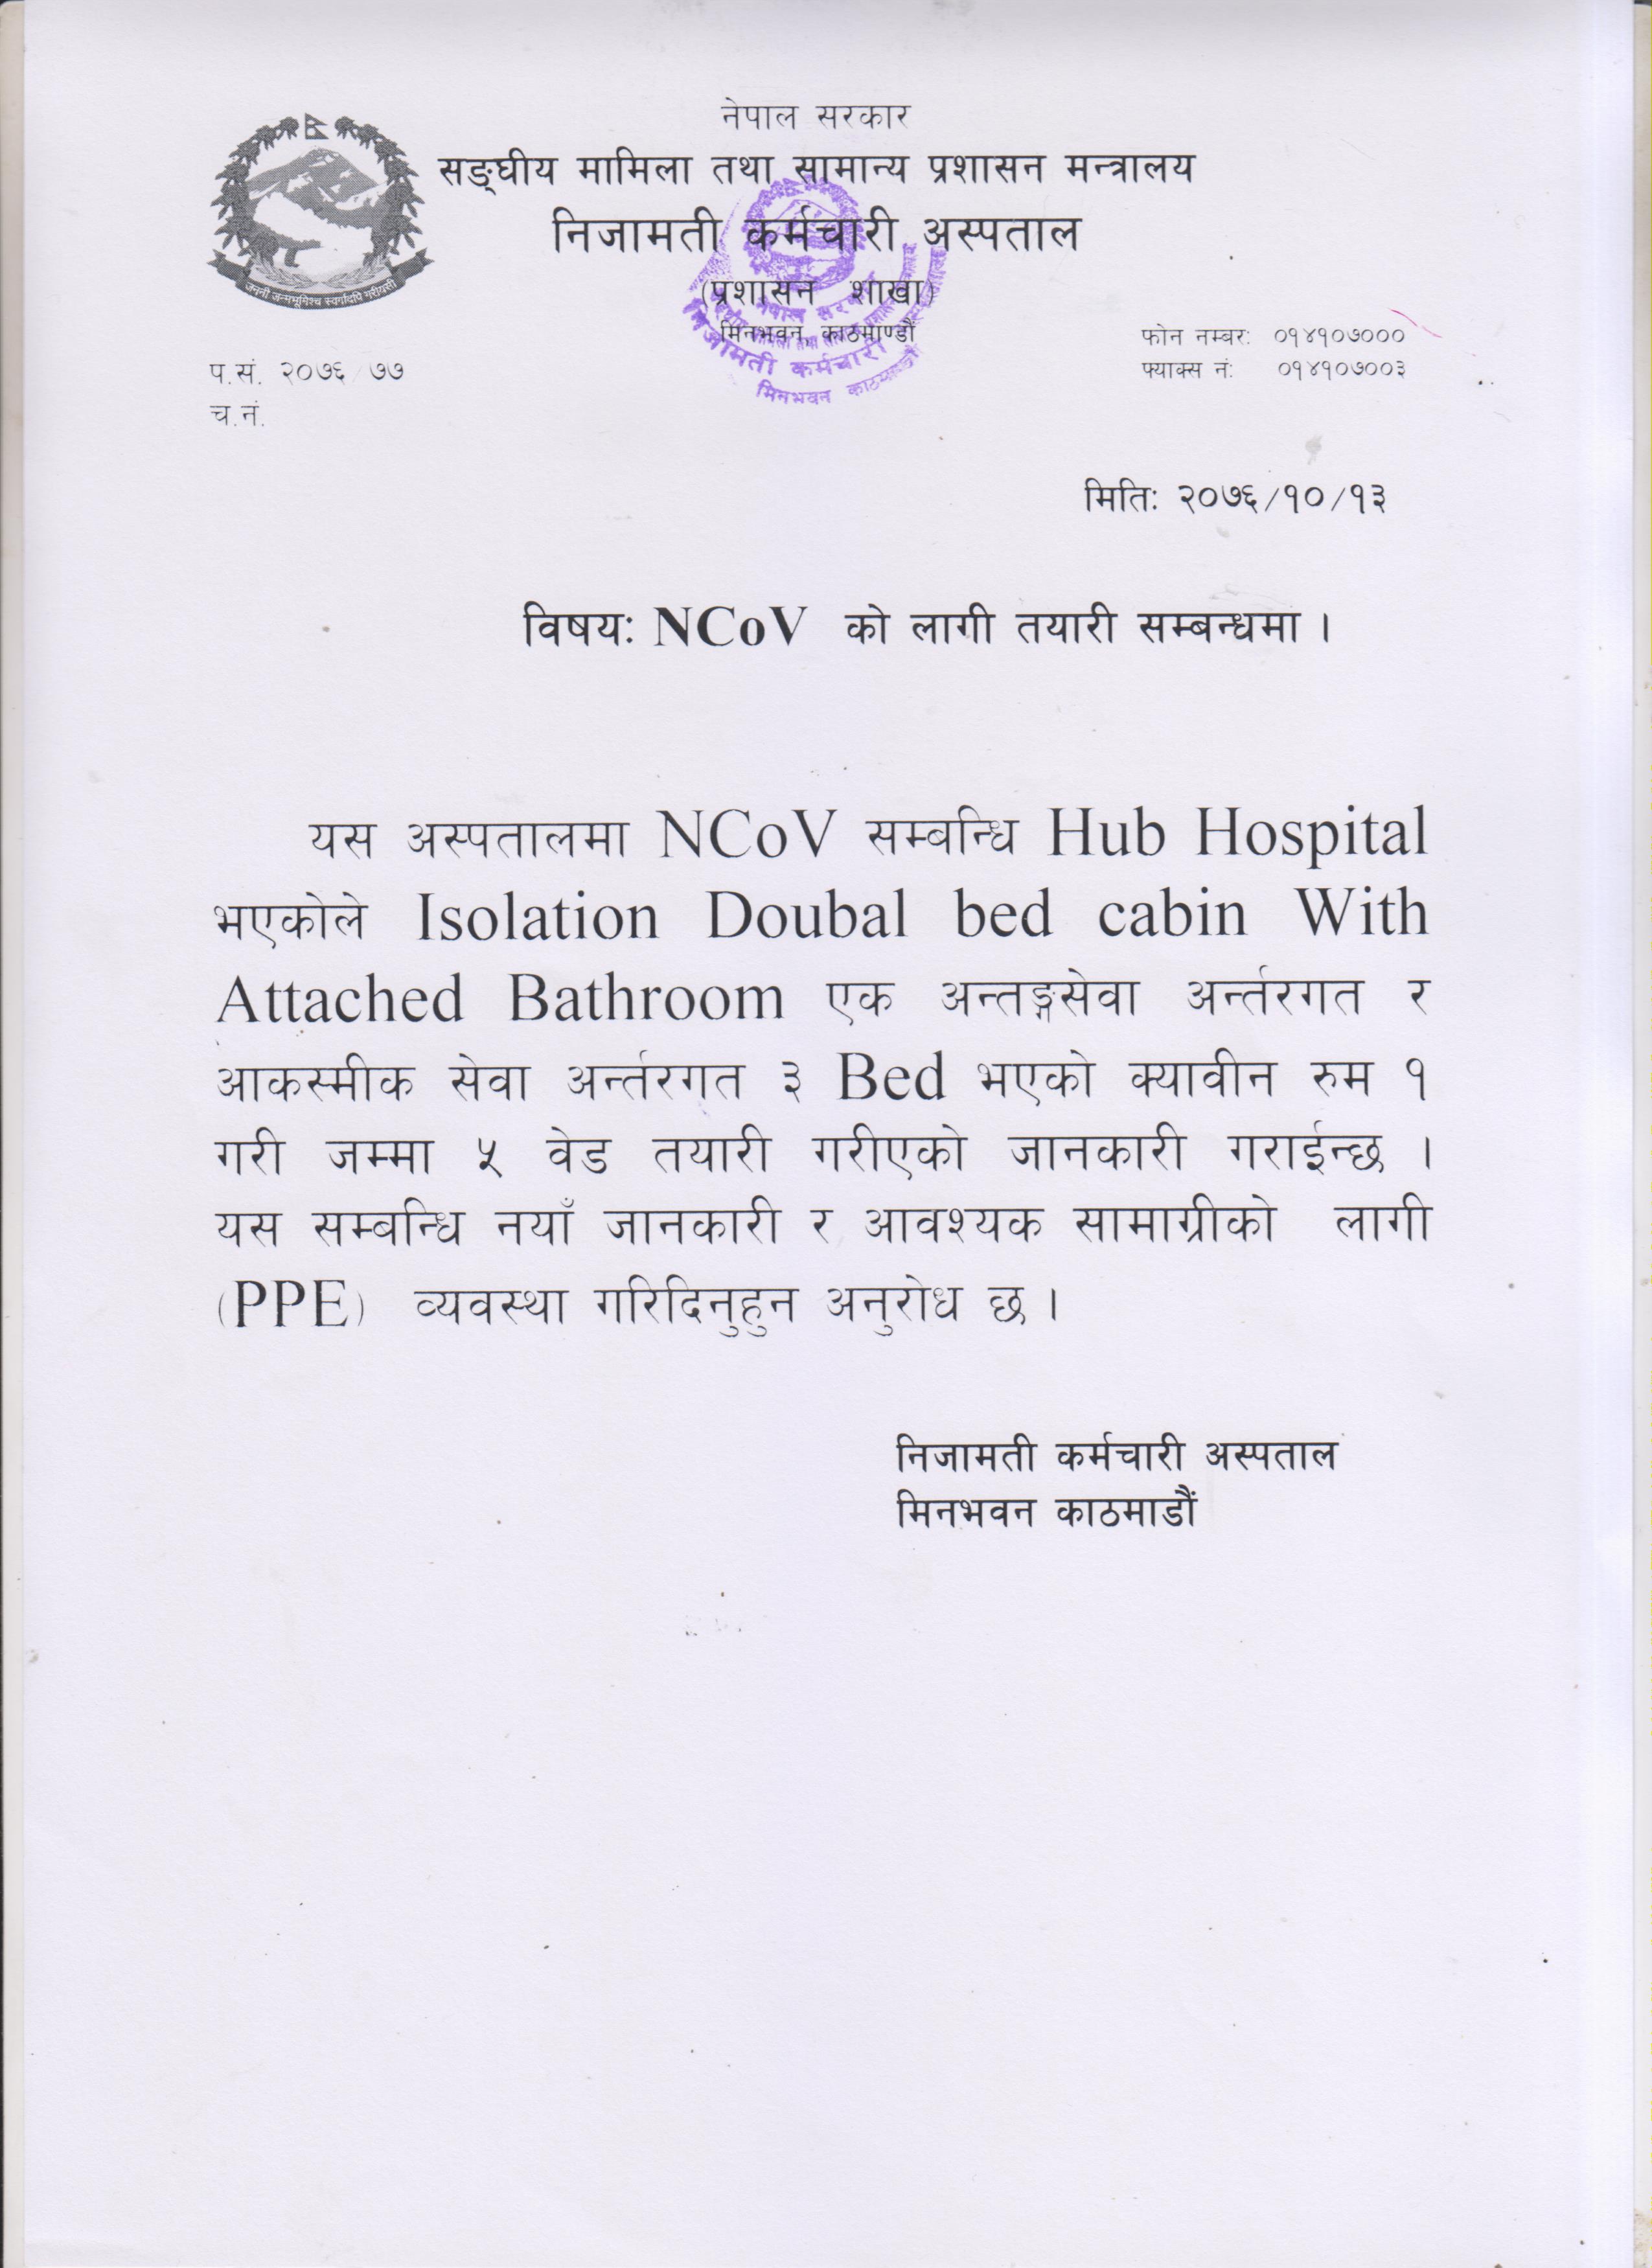 नेपाल सरकार
सङ्घीय मामिला तथा सामान्य प्रशासन मन्त्रालय
निजामती कर्मचारी अस्पताल
(प्रशासन शाखा)
मिनभवन, काठमाण्डौं
जननी जन्मभूमिश्च स्वर्गादपि गरीयसी
नेपाल सरकार
निजामती कर्मचारी
मिनभवन काठमाण्डौं
फोन नम्बर: ०१४१०७०००
फ्याक्स नं: ०१४१०७००३
प.सं. २०७६/७७
च.नं.
मिति: २०७६/१०/१३
विषय: NCoV को लागी तयारी सम्बन्धमा ।
यस अस्पतालमा NCoV सम्बन्धि Hub Hospital
भएकोले Isolation Doubal bed cabin With
Attached Bathroom एक अन्तङ्गसेवा अर्न्तरगत र
आकस्मीक सेवा अर्न्तरगत ३ Bed भएको क्यावीन रुम १
गरी जम्मा ५ वेड तयारी गरीएको जानकारी गराईन्छ ।
यस सम्बन्धि नयाँ जानकारी र आवश्यक सामाग्रीको लागी
(PPE) व्यवस्था गरिदिनुहुन अनुरोध छ ।
निजामती कर्मचारी अस्पताल
मिनभवन काठमाडौं